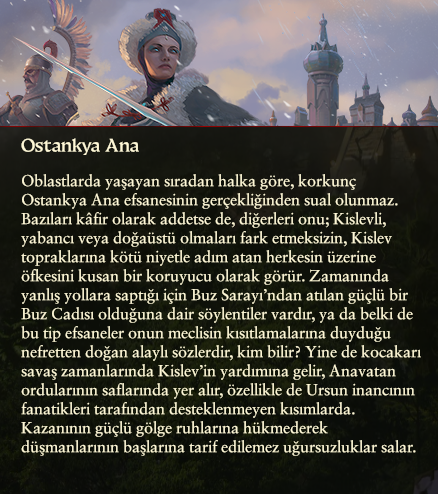 Ostankya Ana
Oblastlarda yaşayan sıradan halka göre, korkunç
Ostankya Ana efsanesinin gerçekliğinden sual olunmaz.
Bazıları kâfir olarak addetse de, diğerleri onu; Kislevli,
yabancı veya doğaüstü olmaları fark etmeksizin, Kislev
topraklarına kötü niyetle adım atan herkesin üzerine
öfkesini kusan bir koruyucu olarak görür. Zamanında
yanlış yollara saptığı için Buz Sarayı'ndan atılan güçlü bir
Buz Cadısı olduğuna dair söylentiler vardır, ya da belki de
bu tip efsaneler onun meclisin kısıtlamalarına duyduğu
nefretten doğan alaylı sözlerdir, kim bilir? Yine de kocakarı
savaş zamanlarında Kislev'in yardımına gelir, Anavatan
ordularının saflarında yer alır, özellikle de Ursun inancının
fanatikleri tarafından desteklenmeyen kısımlarda.
Kazanının güçlü gölge ruhlarına hükmederek
düşmanlarının başlarına tarif edilemez uğursuzluklar salar.